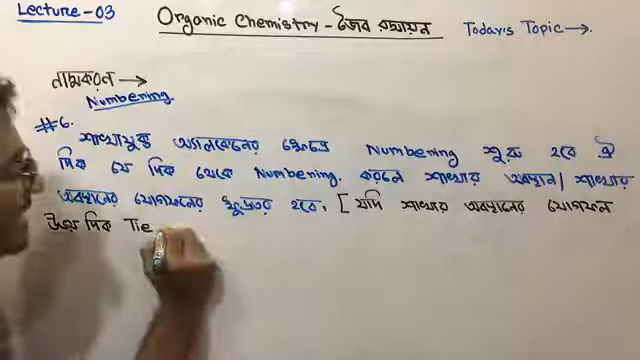 Lecture-03
Organic Chemistry - জৈব রসায়ন
Today's Topic →.
নামকরণ →
Numbering
#6.
শাখাযুক্ত অ্যালকেনের ক্ষেত্রে Numbering শুরু হবে ঐ
দিক যে দিক থেকে Numbering. করলে শাখার অবস্থান / শাখার
অবস্থানের যোগফলের ক্ষুদ্রতর হবে, [ যদি শাখার অবস্থানের যোগফল
উভয় দিক Tie